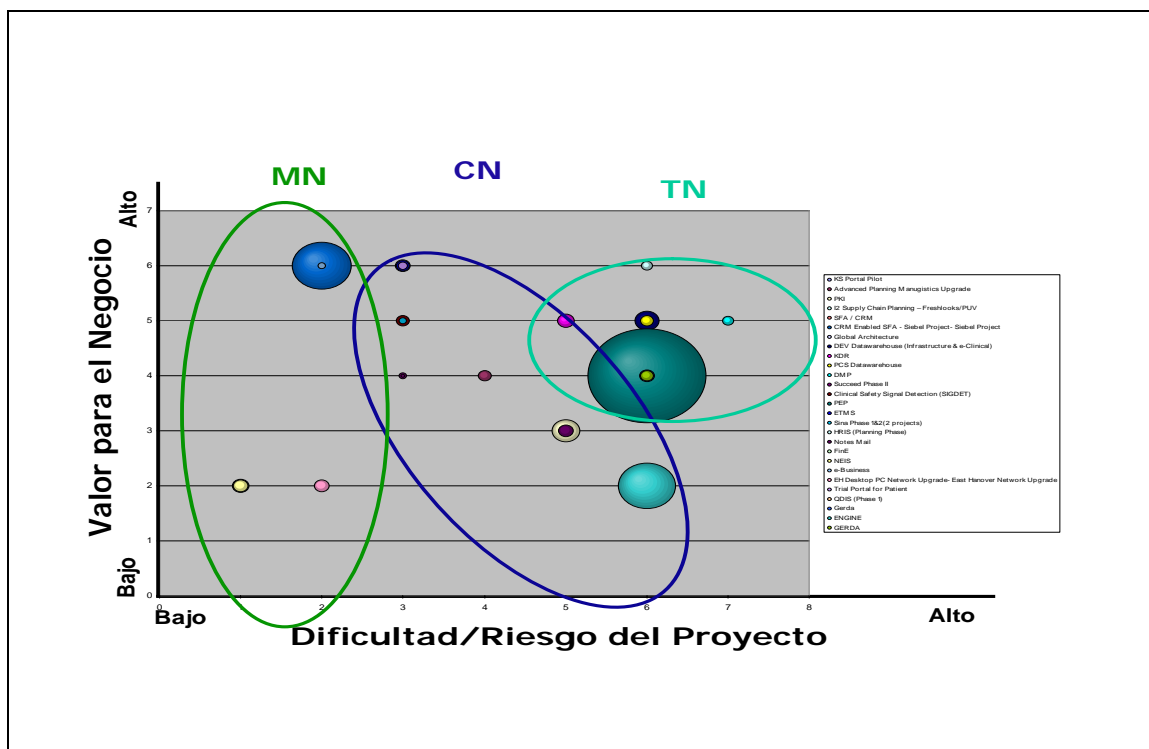 MN
CN
TN
Alto
Valor para el Negocio
Bajo
7
6
5
4
3
2
1
0
0 1 2 3 4 5 6 7 8
Bajo
Dificultad/Riesgo del Proyecto
Alto
KS Portal Pilot
Advanced Planning Manugistics Upgrade
PKI
I2 Supply Chain Planning – Freshlooks/PUV
SFA / CRM
CRM Enabled SFA - Siebel Project- Siebel Project
Global Architecture
DEV Datawarehouse (Infrastructure & e-Clinical)
KDR
PCS Datawarehouse
DMP
Succeed Phase II
Clinical Safety Signal Detection (SIGDET)
PEP
ETMS
Sina Phase 1&2(2 projects)
HRIS (Planning Phase)
Notes Mail
FinE
NEIS
e-Business
EH Desktop PC Network Upgrade- East Hanover Network Upgrade
Trial Portal for Patient
QDIS (Phase 1)
Gerda
ENGINE
GERDA